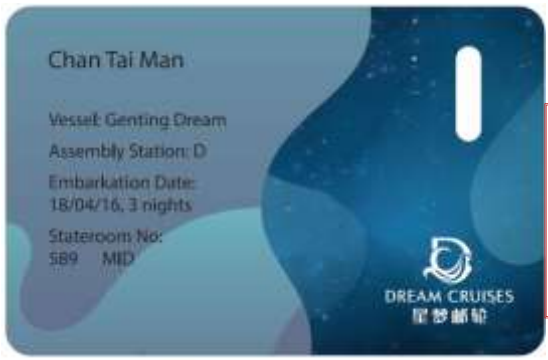 Chan Tai Man
Vessel: Genting Dream
Assembly Station: D
Embarkation Date:
18/04/16, 3 nights
Stateroom No:
589 MID
DREAM CRUISES
星梦邮轮